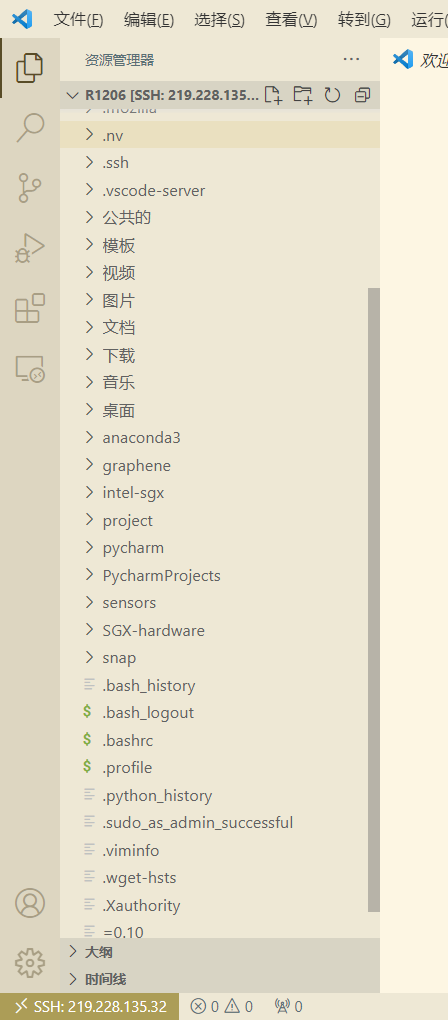 文件(F) 编辑(E) 选择(S) 查看(V) 转到(G) 运行(
资源管理器 ··· 欢迎
R1206 [SSH: 219.228.135....
.mozilla
.nv
.ssh
.vscode-server
公共的
模板
视频
图片
文档
下载
音乐
桌面
anaconda3
graphene
intel-sgx
project
pycharm
PycharmProjects
sensors
SGX-hardware
snap
.bash_history
$ .bash_logout
$ .bashrc
$ .profile
.python_history
.sudo_as_admin_successful
.viminfo
.wget-hsts
.Xauthority
=0.10
大纲
时间线
SSH: 219.228.135.32 0 0 0